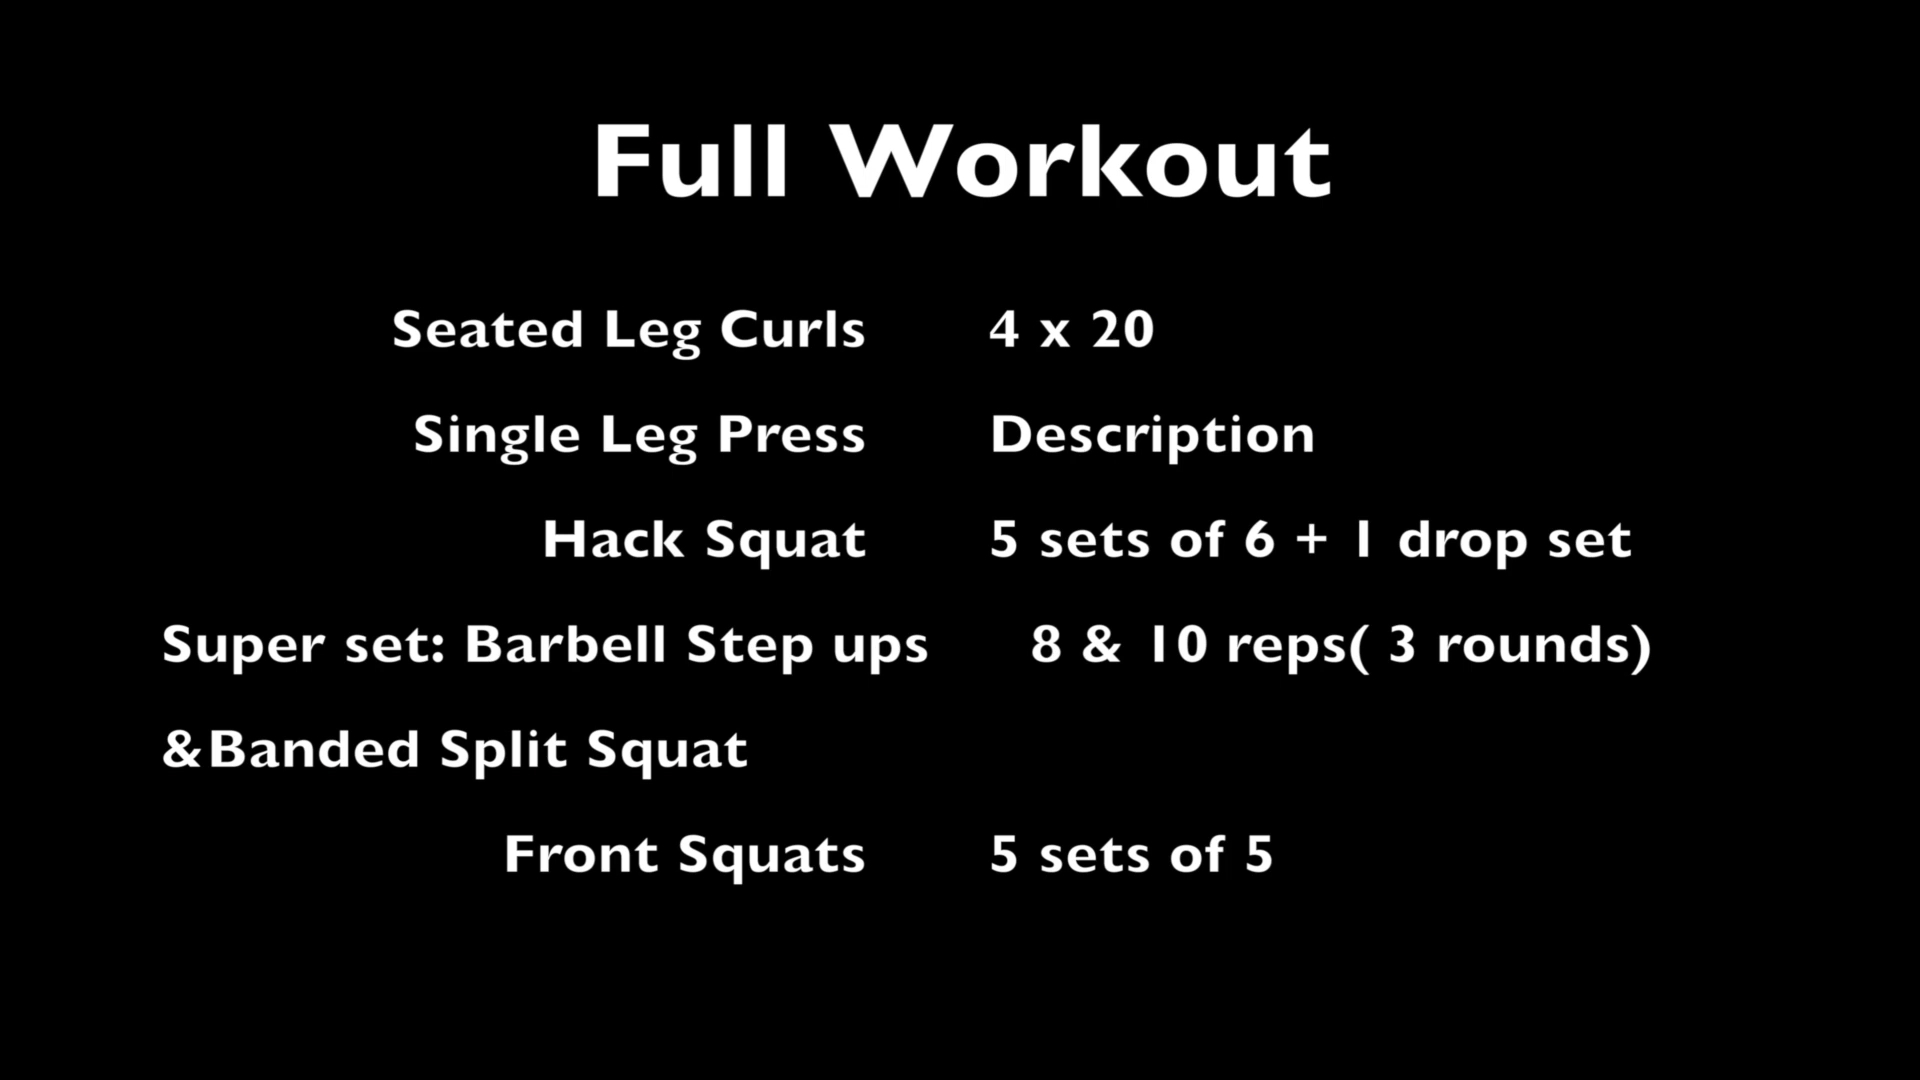 Full Workout
Seated Leg Curls 4 x 20
Single Leg Press Description
Hack Squat 5 sets of 6 + 1 drop set
Super set: Barbell Step ups 8 & 10 reps( 3 rounds)
&Banded Split Squat
Front Squats 5 sets of 5